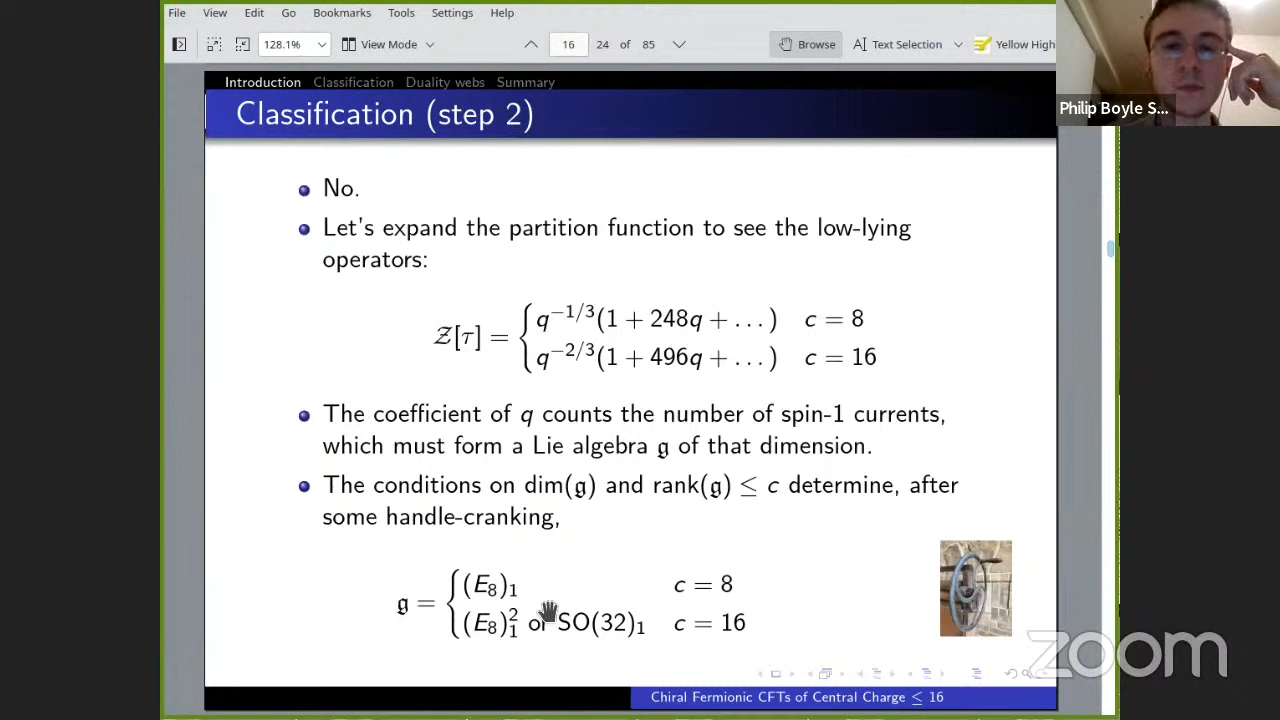 File View Edit Go Bookmarks Tools Settings Help
128.1% View Mode 16 24 of 85 Browse Text Selection Yellow High
Philip Boyle S...
Introduction Classification Duality webs Summary
Classification (step 2)
No.
Let's expand the partition function to see the low-lying
operators:
Z[τ] = { q^{-1/3}(1 + 248q + ...) c = 8
q^{-2/3}(1 + 496q + ...) c = 16
The coefficient of q counts the number of spin-1 currents,
which must form a Lie algebra 𝔤 of that dimension.
The conditions on dim(𝔤) and rank(𝔤) ≤ c determine, after
some handle-cranking,
𝔤 = { (E₈)₁ c = 8
(E₈)₁² or SO(32)₁ c = 16
zoom
Chiral Fermionic CFTs of Central Charge ≤ 16